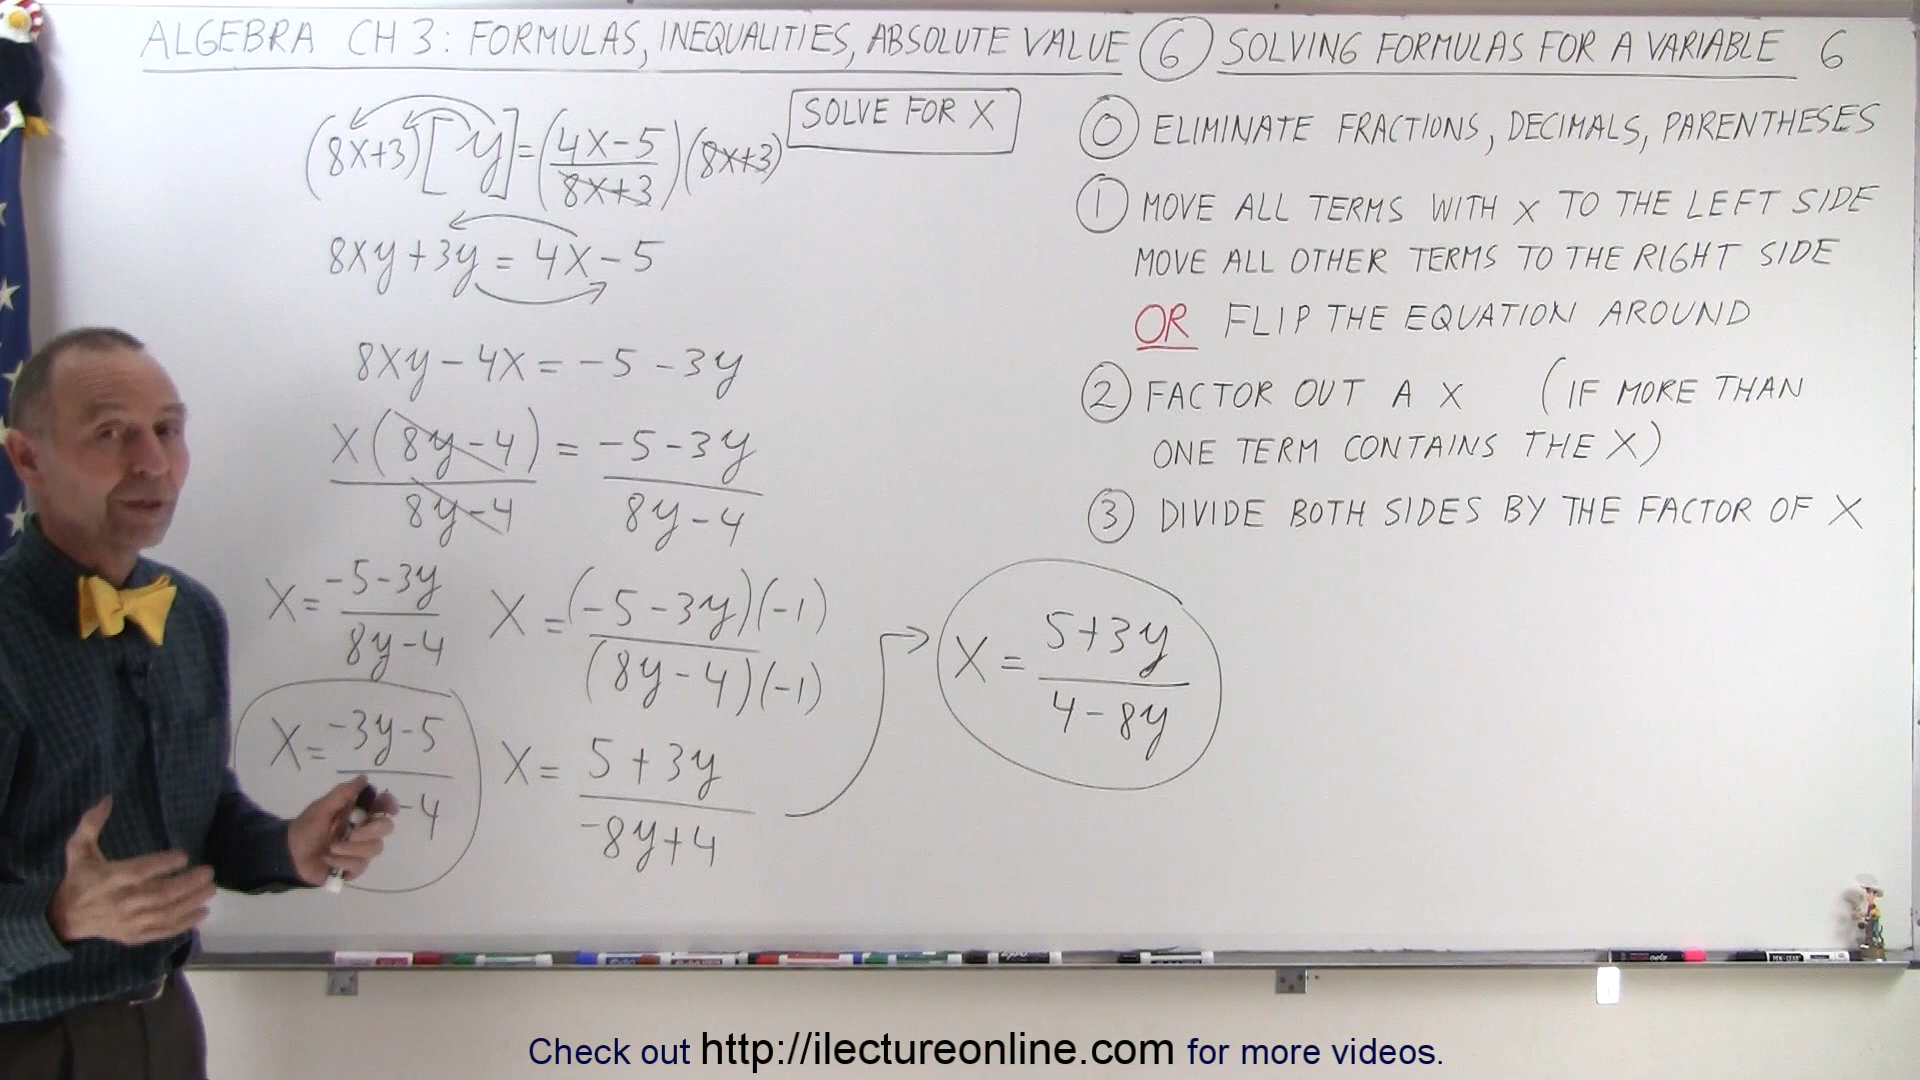 ALGEBRA CH 3: FORMULAS, INEQUALITIES, ABSOLUTE VALUE 6 SOLVING FORMULAS FOR A VARIABLE 6
SOLVE FOR X
(8X+3)[y]=(4X-5/8X+3)(8X+3)
8Xy+3y=4X-5
8Xy-4X=-5-3y
X(8y-4)/8y-4 = -5-3y/8y-4
X=-5-3y/8y-4
X=(-5-3y)(-1)/(8y-4)(-1)
X=-3y-5/-4
X=5+3y/-8y+4
X=5+3y/4-8y
0 ELIMINATE FRACTIONS, DECIMALS, PARENTHESES
1 MOVE ALL TERMS WITH X TO THE LEFT SIDE
MOVE ALL OTHER TERMS TO THE RIGHT SIDE
OR FLIP THE EQUATION AROUND
2 FACTOR OUT A X (IF MORE THAN
ONE TERM CONTAINS THE X)
3 DIVIDE BOTH SIDES BY THE FACTOR OF X
Check out http://ilectureonline.com for more videos.